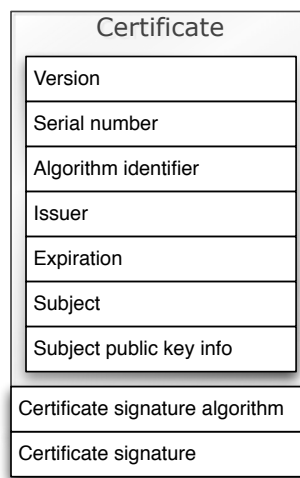 Certificate
Version
Serial number
Algorithm identifier
Issuer
Expiration
Subject
Subject public key info
Certificate signature algorithm
Certificate signature